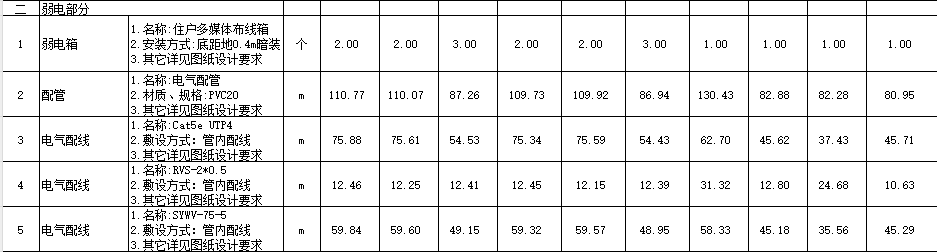 二 弱电部分
1 弱电箱 1.名称:住户多媒体布线箱 2.安装方式:底距地0.4m暗装 3.其它详见图纸设计要求 个 2.00 2.00 3.00 2.00 2.00 3.00 1.00 1.00 1.00 1.00
2 配管 1.名称:电气配管 2.材质、规格:PVC20 3.其它详见图纸设计要求 m 110.77 110.07 87.26 109.73 109.92 86.94 130.43 82.88 82.28 80.95
3 电气配线 1.名称:Cat5e UTP4 2.敷设方式: 管内配线 3.其它详见图纸设计要求 m 75.88 75.61 54.53 75.34 75.59 54.43 62.70 45.62 37.43 45.71
4 电气配线 1.名称:RVS-2*0.5 2.敷设方式: 管内配线 3.其它详见图纸设计要求 m 12.46 12.25 12.41 12.45 12.15 12.39 31.32 12.80 24.68 10.63
5 电气配线 1.名称:SYWV-75-5 2.敷设方式: 管内配线 3.其它详见图纸设计要求 m 59.84 59.60 49.15 59.32 59.57 48.95 58.33 45.18 35.56 45.29